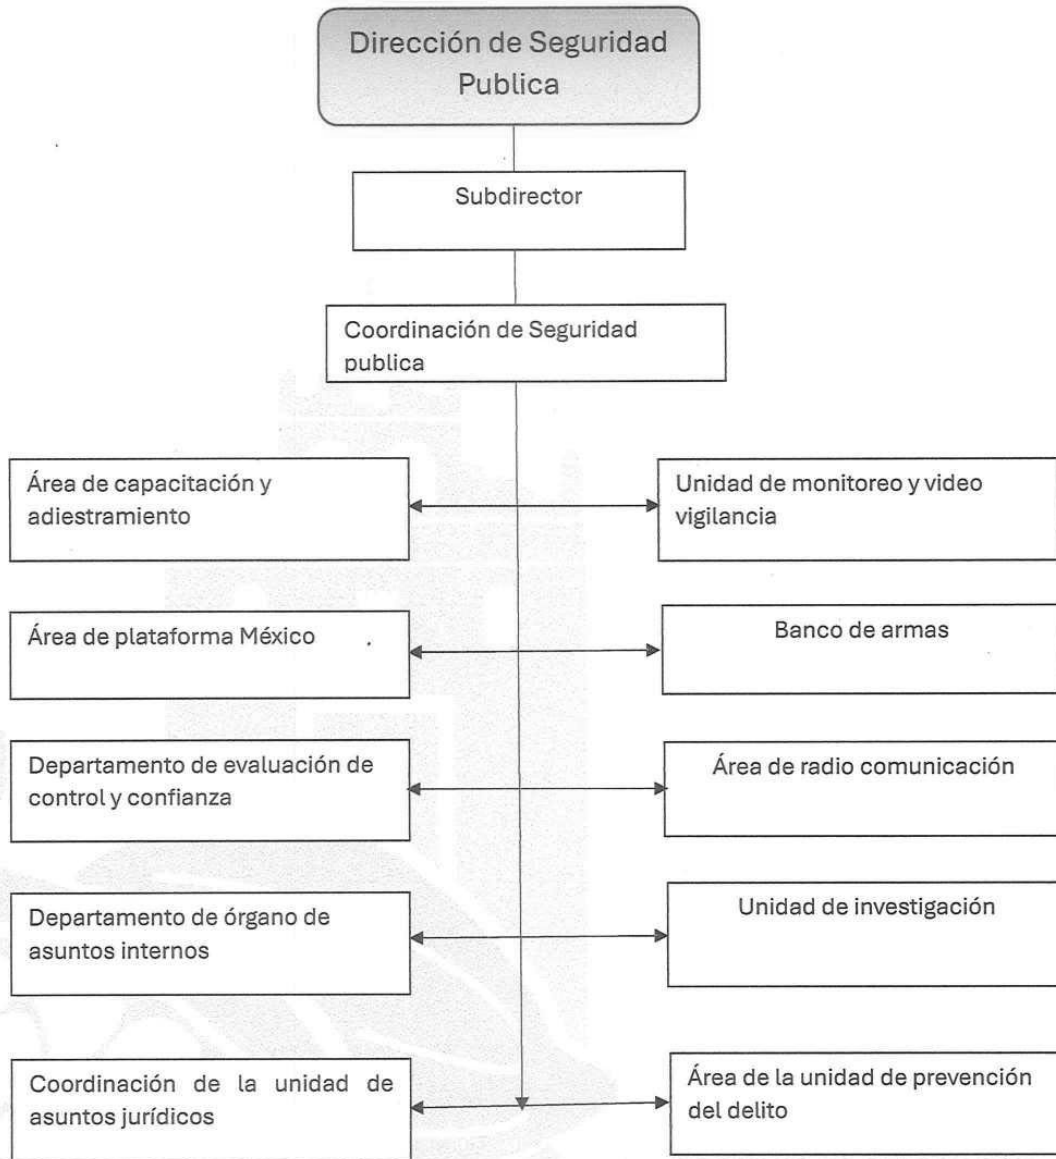 Dirección de Seguridad
Publica
Subdirector
Coordinación de Seguridad
publica
Área de capacitación y
adiestramiento
Unidad de monitoreo y video
vigilancia
Área de plataforma México
Banco de armas
Departamento de evaluación de
control y confianza
Área de radio comunicación
Departamento de órgano de
asuntos internos
Unidad de investigación
Coordinación de la unidad de
asuntos jurídicos
Área de la unidad de prevención
del delito